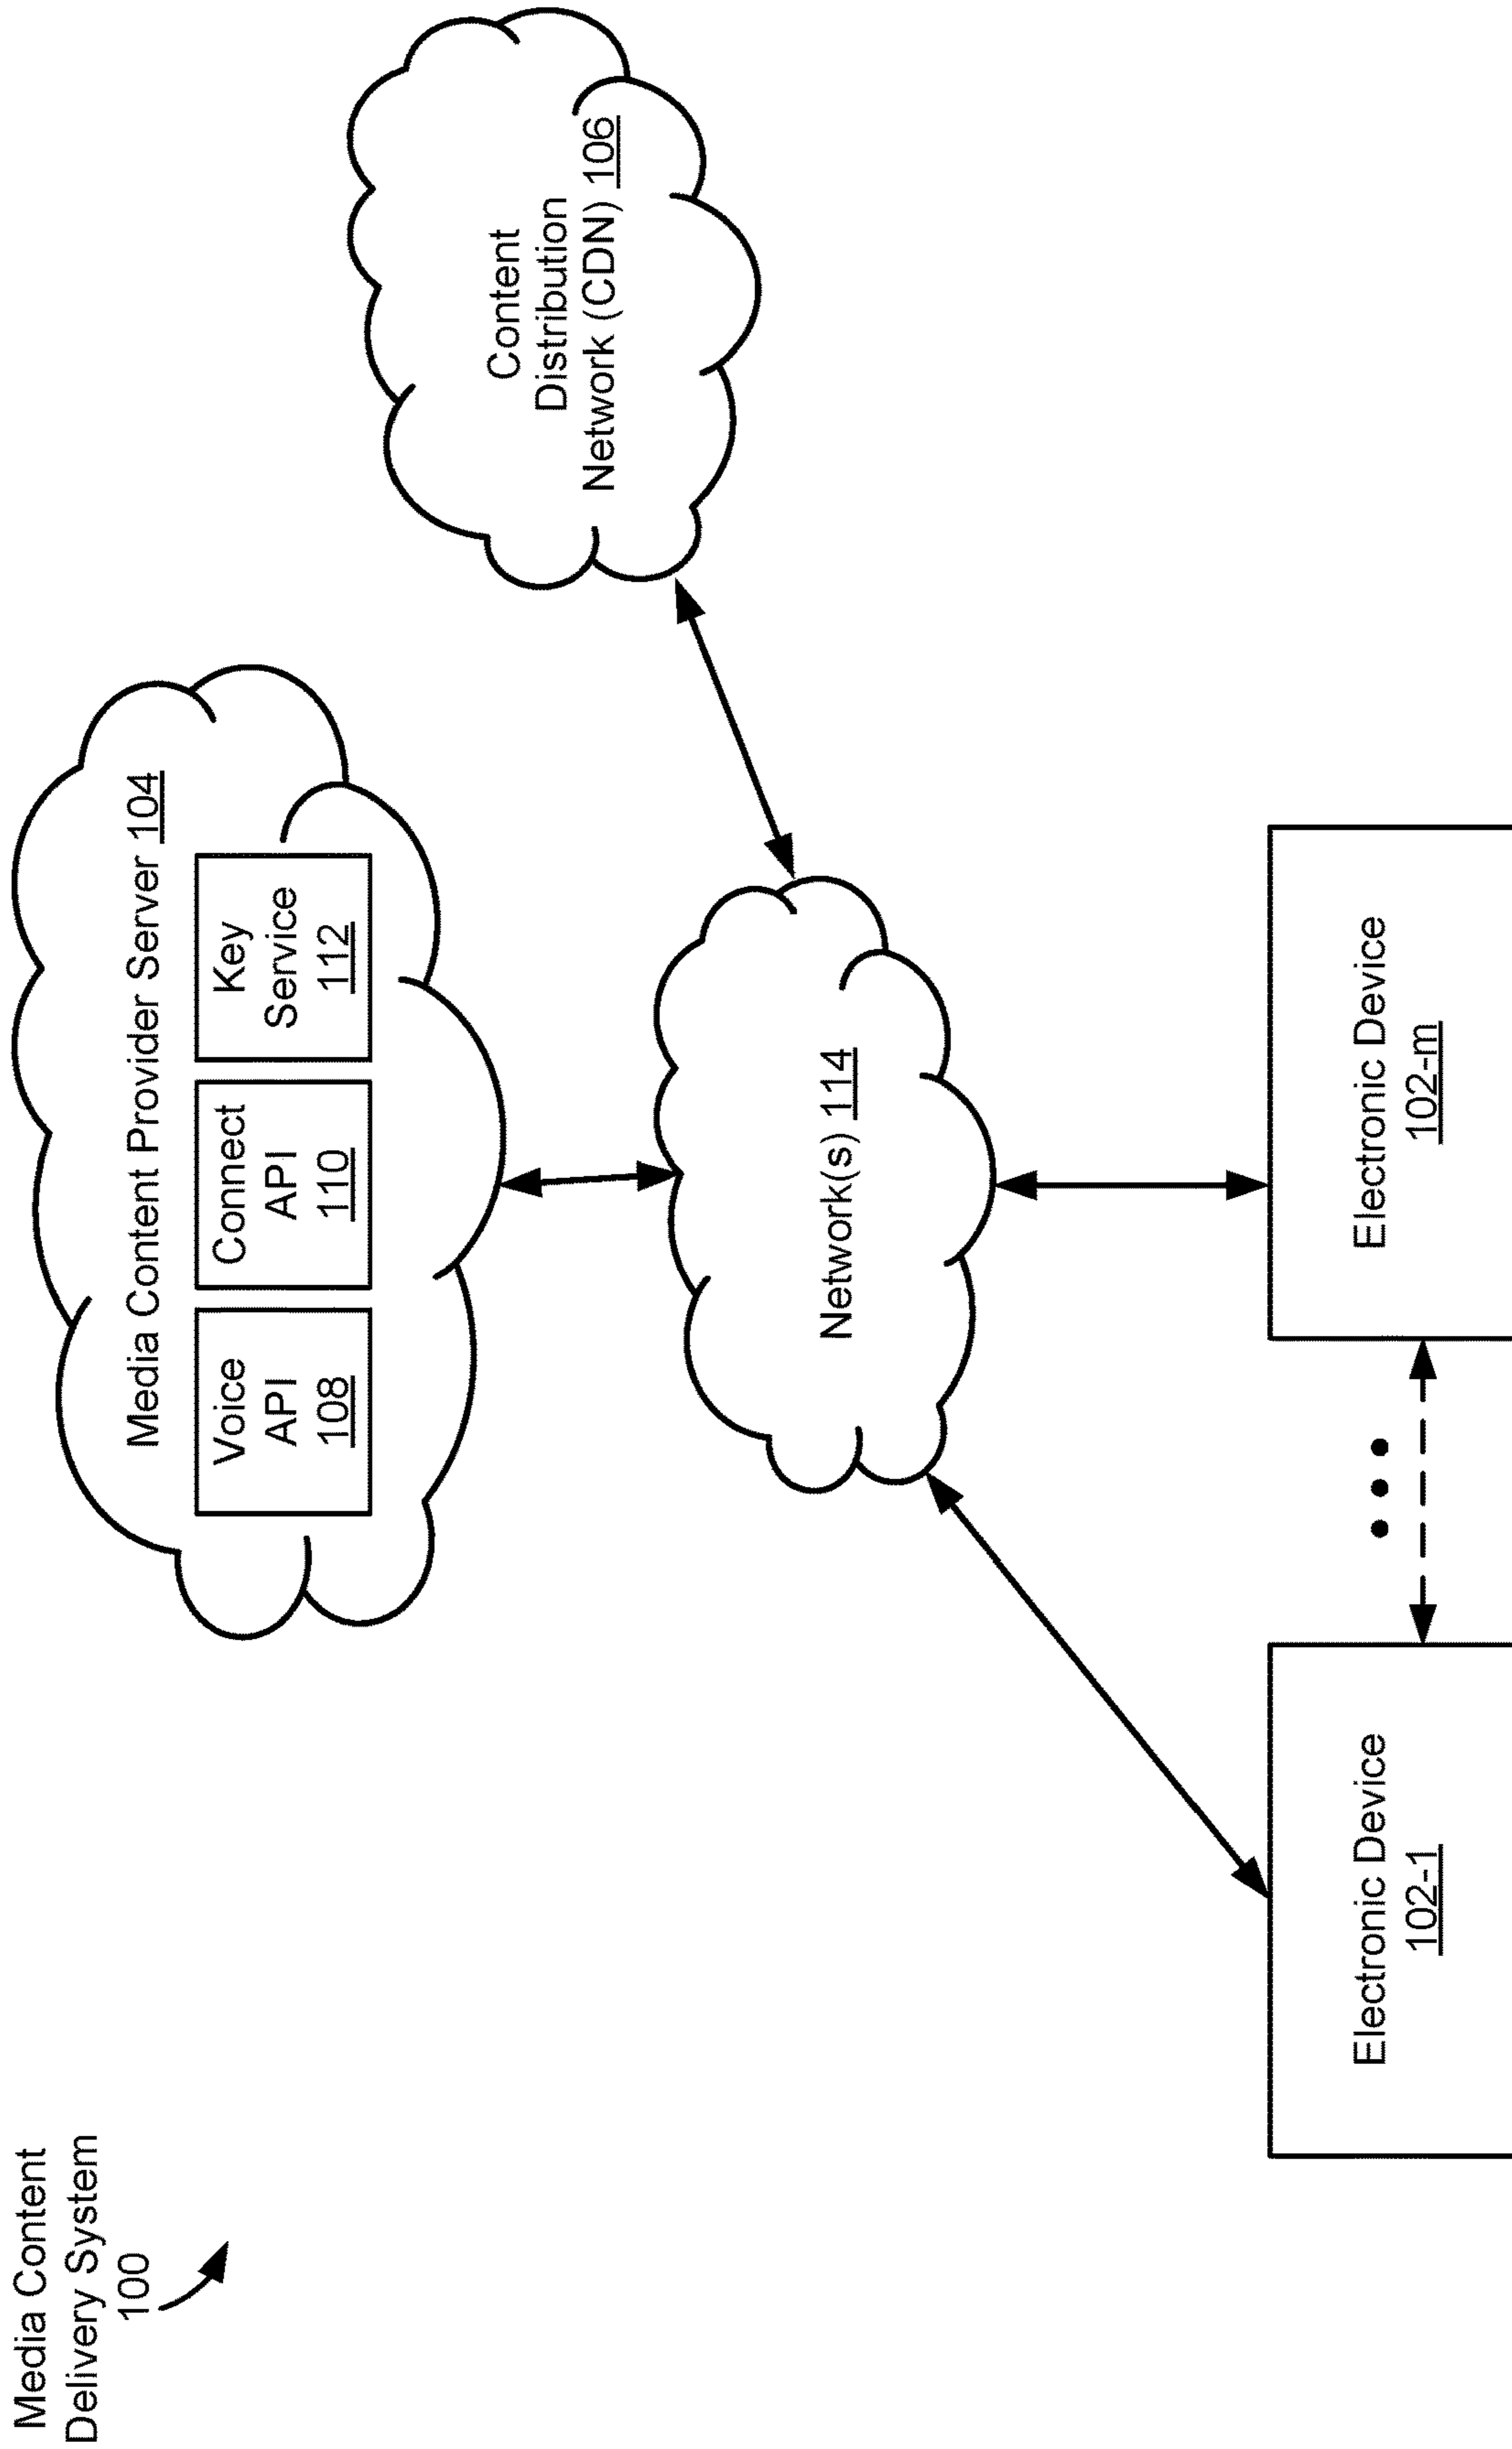 Media Content
Delivery System
100
Media Content Provider Server 104
Voice
API
108
Connect
API
110
Key
Service
112
Content
Distribution
Network (CDN) 106
Network(s) 114
Electronic Device
102-1
Electronic Device
102-m